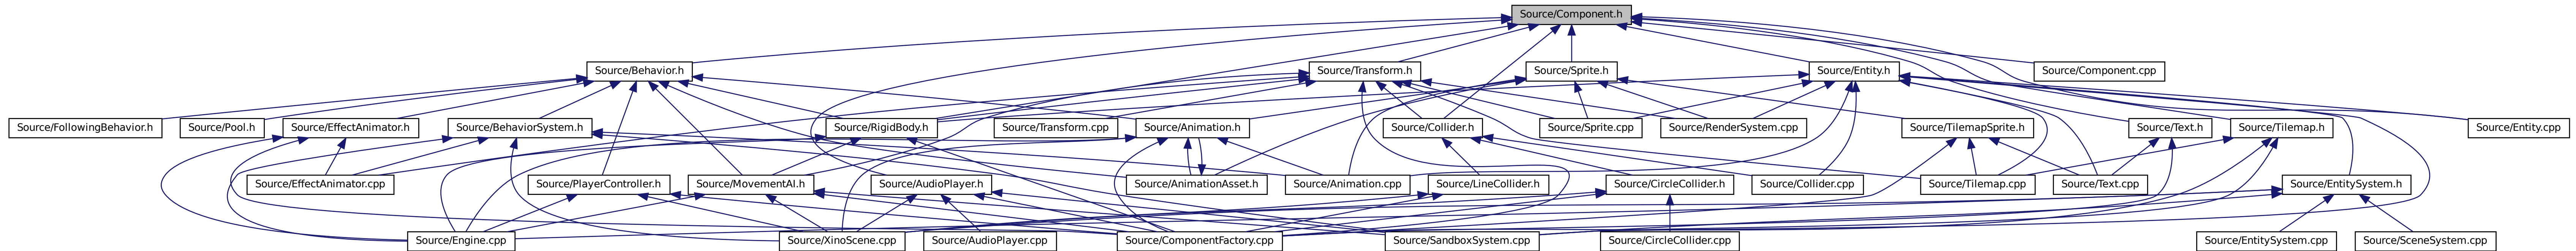 Source/Component.h
Source/Behavior.h
Source/Transform.h
Source/Sprite.h
Source/Entity.h
Source/Component.cpp
Source/FollowingBehavior.h
Source/Pool.h
Source/EffectAnimator.h
Source/BehaviorSystem.h
Source/RigidBody.h
Source/Transform.cpp
Source/Animation.h
Source/Collider.h
Source/Sprite.cpp
Source/RenderSystem.cpp
Source/TilemapSprite.h
Source/Text.h
Source/Tilemap.h
Source/Entity.cpp
Source/EffectAnimator.cpp
Source/PlayerController.h
Source/MovementAI.h
Source/AudioPlayer.h
Source/AnimationAsset.h
Source/Animation.cpp
Source/LineCollider.h
Source/CircleCollider.h
Source/Collider.cpp
Source/Tilemap.cpp
Source/Text.cpp
Source/EntitySystem.h
Source/Engine.cpp
Source/XinoScene.cpp
Source/AudioPlayer.cpp
Source/ComponentFactory.cpp
Source/SandboxSystem.cpp
Source/CircleCollider.cpp
Source/EntitySystem.cpp
Source/SceneSystem.cpp